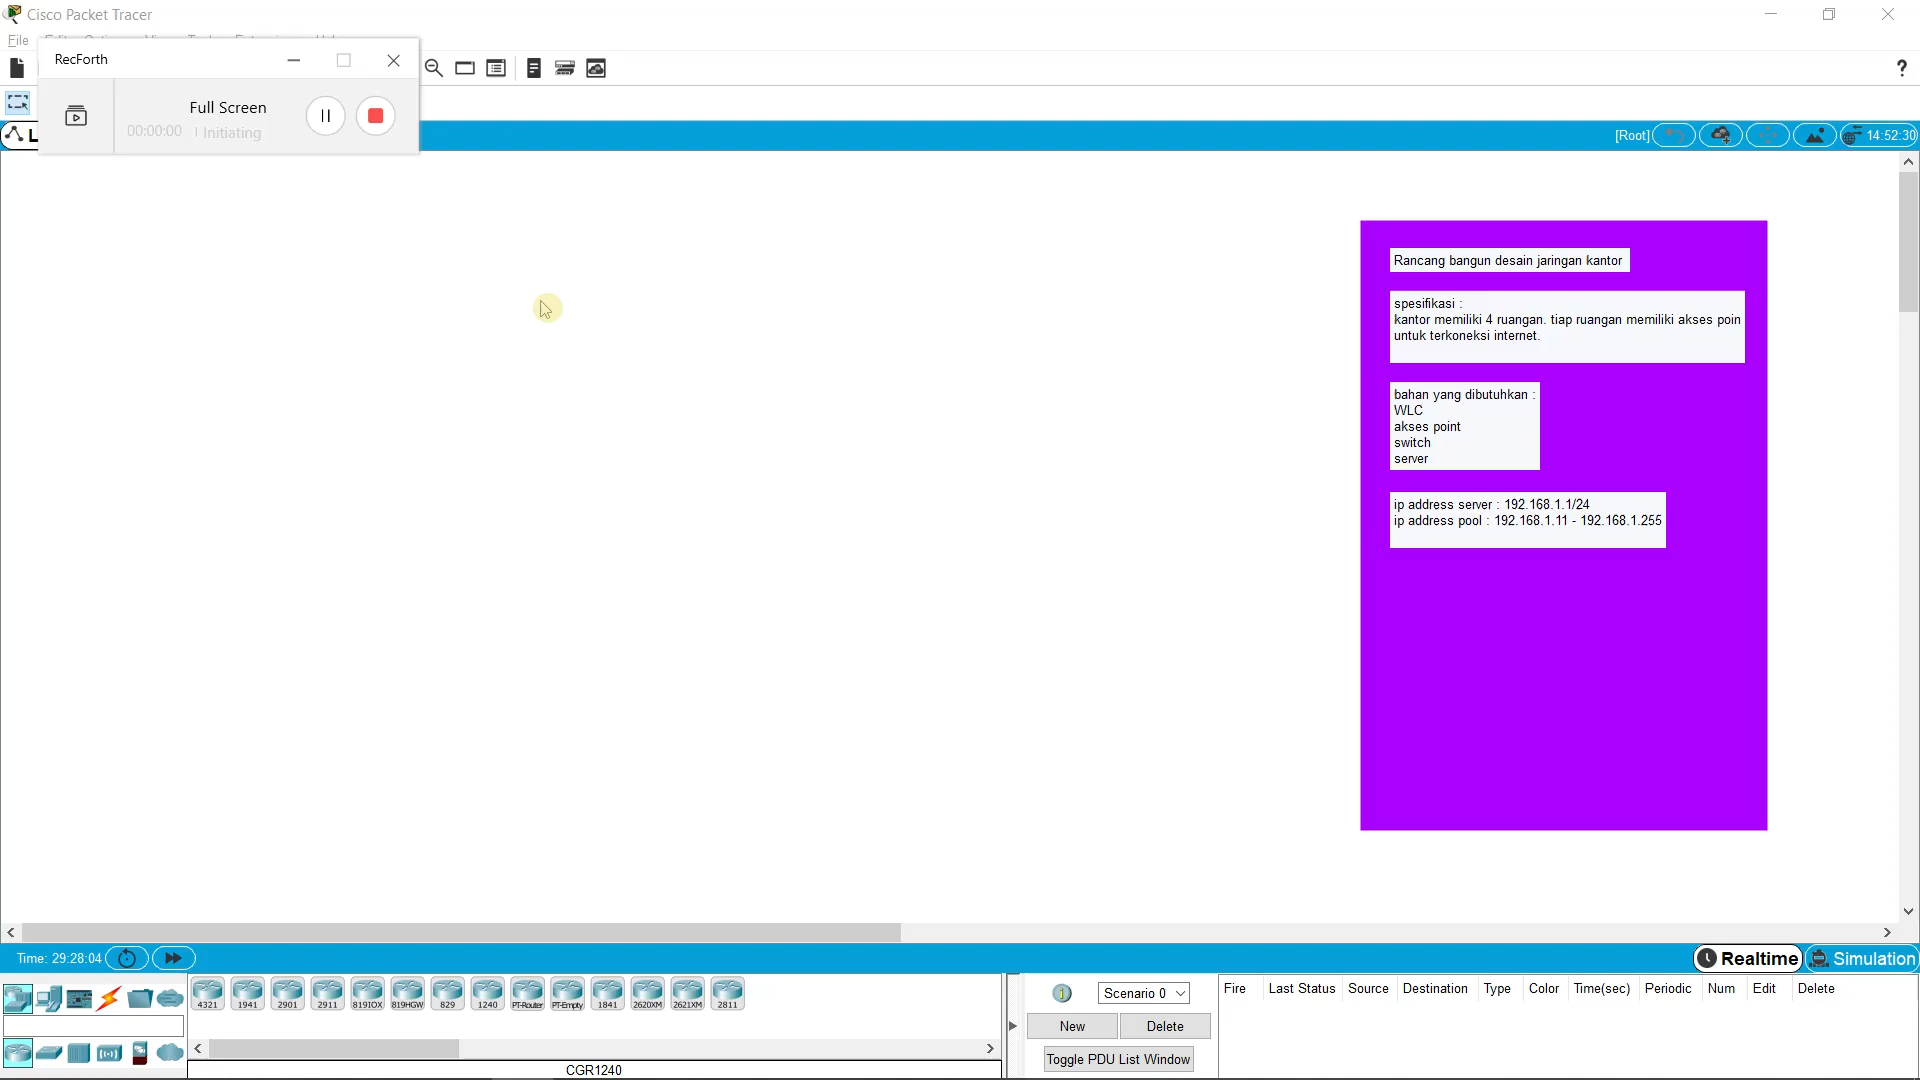 Cisco Packet Tracer
File
RecForth
Full Screen
00:00:00 Initiating
L
[Root]
14:52:30
Rancang bangun desain jaringan kantor
spesifikasi :
kantor memiliki 4 ruangan. tiap ruangan memiliki akses poin
untuk terkoneksi internet.
bahan yang dibutuhkan :
WLC
akses point
switch
server
ip address server : 192.168.1.1/24
ip address pool : 192.168.1.11 - 192.168.1.255
Time: 29:28:04
Realtime
Simulation
4321 1941 2901 2911 819IOX 819HGW 829 1240 PT-Router PT-Empty 1841 2620XM 2621XM 2811
CGR1240
Scenario 0
New
Delete
Toggle PDU List Window
Fire Last Status Source Destination Type Color Time(sec) Periodic Num Edit Delete